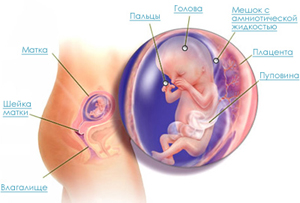 Голова
Пальцы
Мешок с
амниотической
жидкостью
Матка
Плацента
Пуповина
Шейка
матки
Влагалище